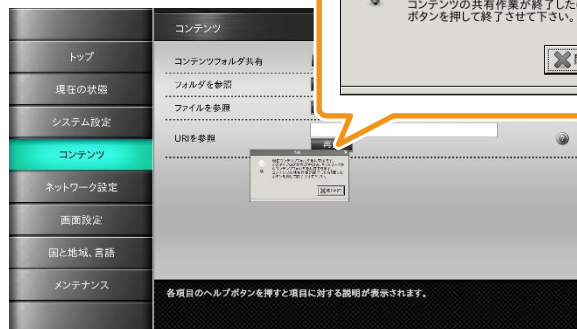 コンテンツの共有作業が終了した
ボタンを押して終了させて下さい。
コンテンツ
トップ
現在の状態
システム設定
コンテンツ
ネットワーク設定
画面設定
国と地域、言語
メンテナンス
コンテンツフォルダ共有
フォルダを参照
ファイルを参照
URIを参照
各項目のヘルプボタンを押すと項目に対する説明が表示されます。